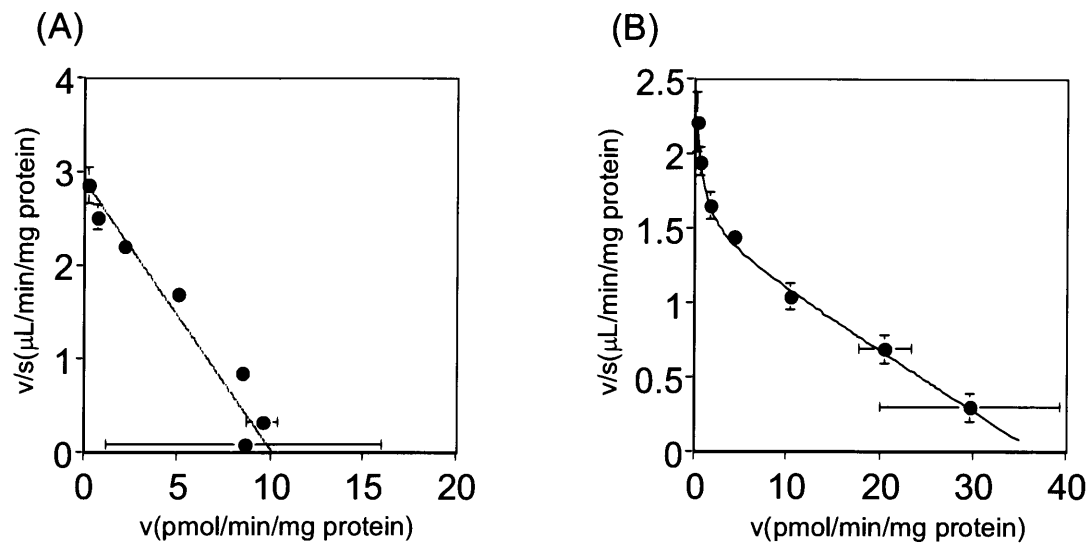 (A)
v/s(μL/min/mg protein)
4
3
2
1
0
0 5 10 15 20
v(pmol/min/mg protein)
(B)
v/s(μL/min/mg protein)
2.5
2
1.5
1
0.5
0
0 10 20 30 40
v(pmol/min/mg protein)